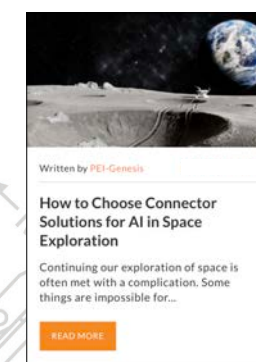 Written by PEI-Genesis
How to Choose Connector
Solutions for AI in Space
Exploration
Continuing our exploration of space is
often met with a complication. Some
things are impossible for...
READ MORE